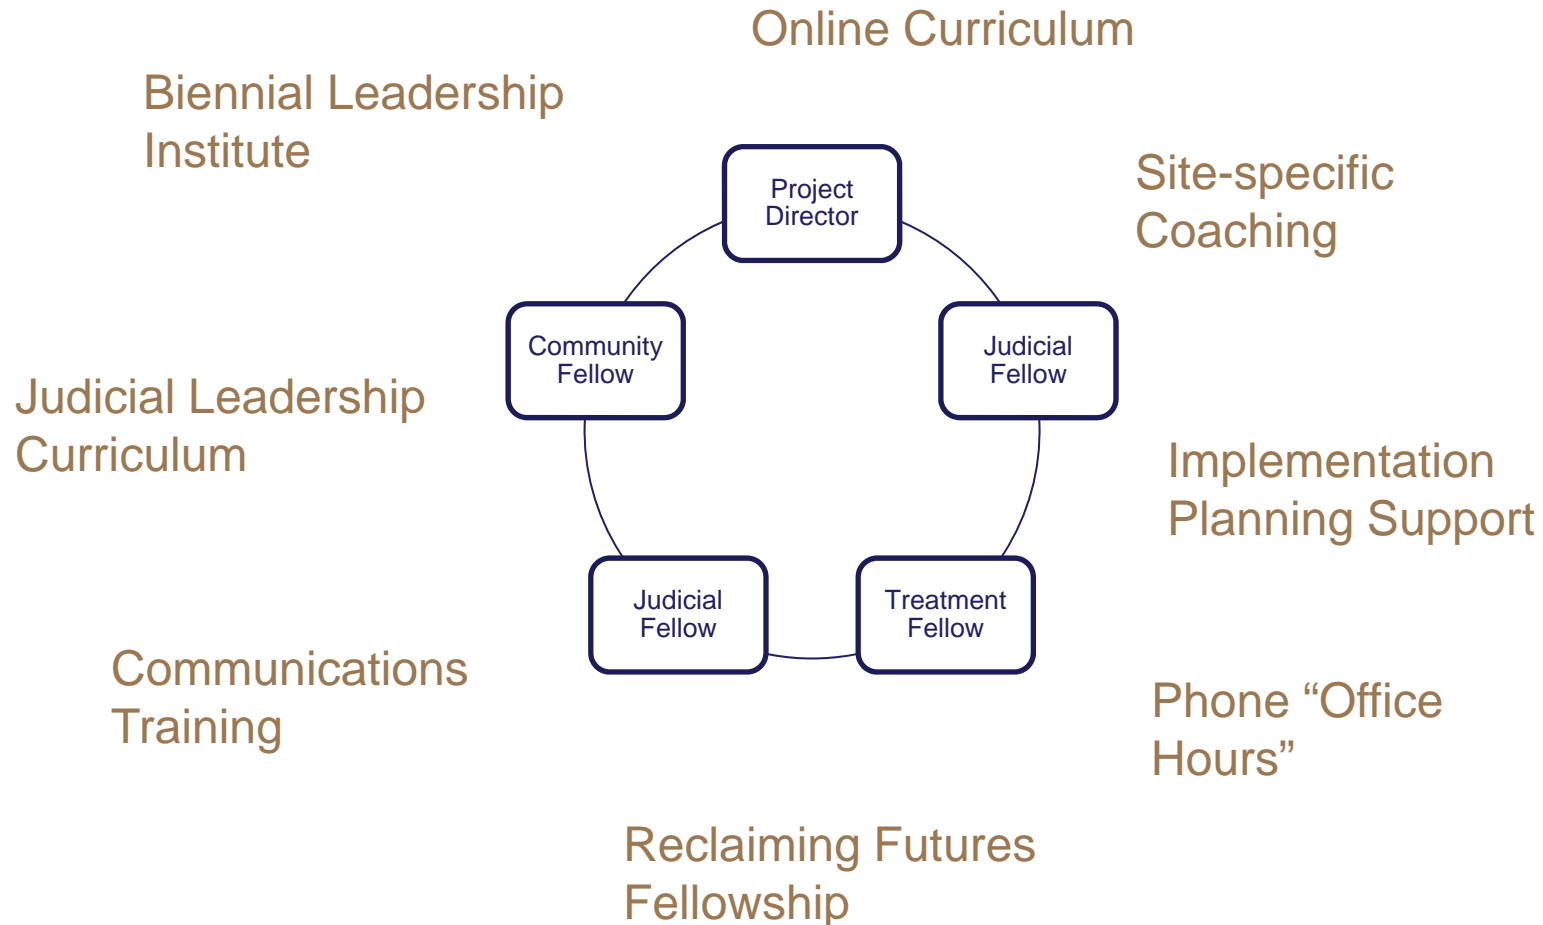 Online Curriculum
Biennial Leadership
Institute
Site-specific
Coaching
Project
Director
Community
Fellow
Judicial
Fellow
Judicial Leadership
Curriculum
Implementation
Planning Support
Judicial
Fellow
Treatment
Fellow
Communications
Training
Phone “Office
Hours”
Reclaiming Futures
Fellowship